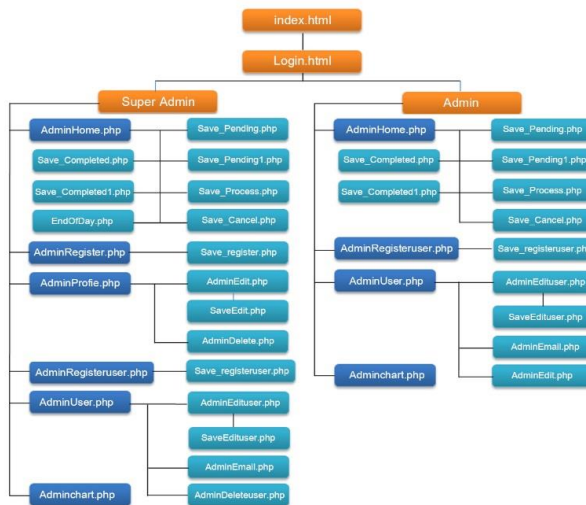 index.html
Login.html
Super Admin
AdminHome.php
Save_Pending.php
Save_Completed.php
Save_Pending1.php
Save_Completed1.php
Save_Process.php
EndOfDay.php
Save_Cancel.php
AdminRegister.php
Save_register.php
AdminProfie.php
AdminEdit.php
SaveEdit.php
AdminDelete.php
AdminRegisteruser.php
Save_registeruser.php
AdminUser.php
AdminEdituser.php
SaveEdituser.php
AdminEmail.php
Adminchart.php
AdminDeleteuser.php
Admin
AdminHome.php
Save_Pending.php
Save_Completed.php
Save_Pending1.php
Save_Completed1.php
Save_Process.php
Save_Cancel.php
AdminRegisteruser.php
Save_registeruser.php
AdminUser.php
AdminEdituser.php
SaveEdituser.php
AdminEmail.php
Adminchart.php
AdminEdit.php